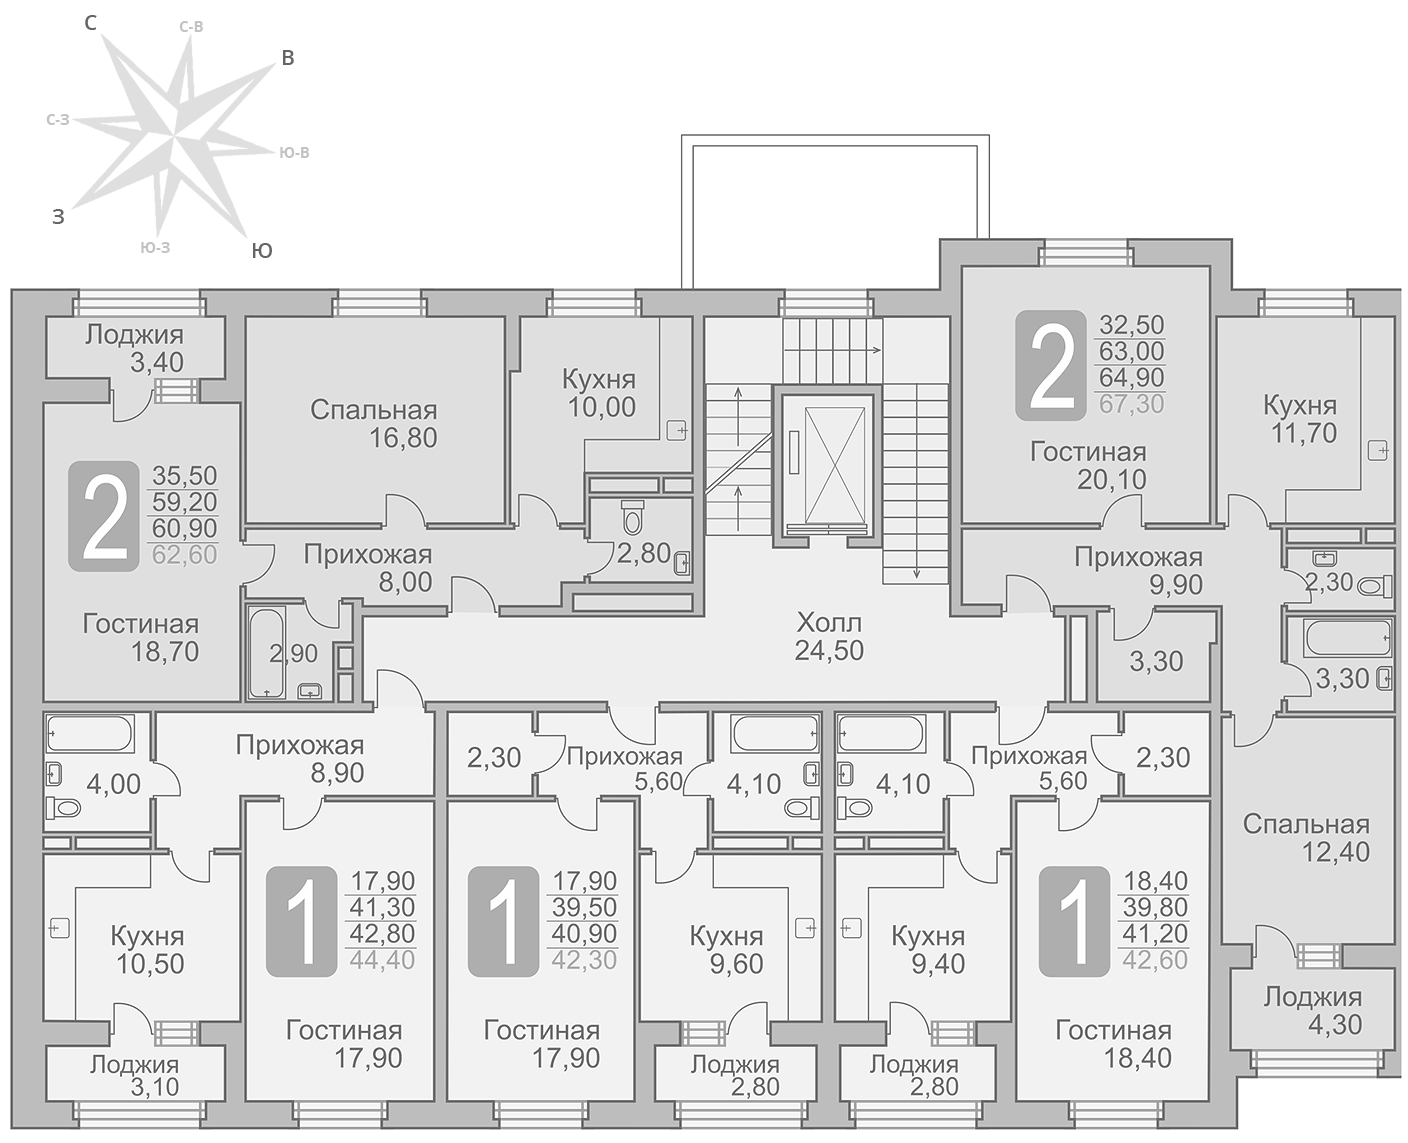 С
С-В
В
С-З
Ю-В
З
Ю-З
Ю
Лоджия
3,40
Спальная
16,80
Кухня
10,00
2
35,50
59,20
60,90
62,60
Гостиная
18,70
Прихожая
8,00
2,80
2,90
Холл
24,50
2
32,50
63,00
64,90
67,30
Гостиная
20,10
Кухня
11,70
Прихожая
9,90
2,30
3,30
3,30
Спальная
12,40
Лоджия
4,30
4,00
Прихожая
8,90
Кухня
10,50
Лоджия
3,10
1
17,90
41,30
42,80
44,40
Гостиная
17,90
2,30
Прихожая
5,60
4,10
1
17,90
39,50
40,90
42,30
Гостиная
17,90
Кухня
9,60
Лоджия
2,80
4,10
Прихожая
5,60
2,30
Кухня
9,40
Лоджия
2,80
1
18,40
39,80
41,20
42,60
Гостиная
18,40